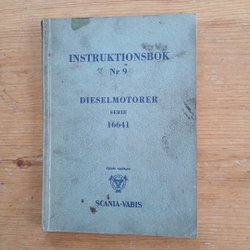 INSTRUKTIONSBOK
Nr 9
DIESELMOTORER
SERIE
16641
SCANIA-VABIS